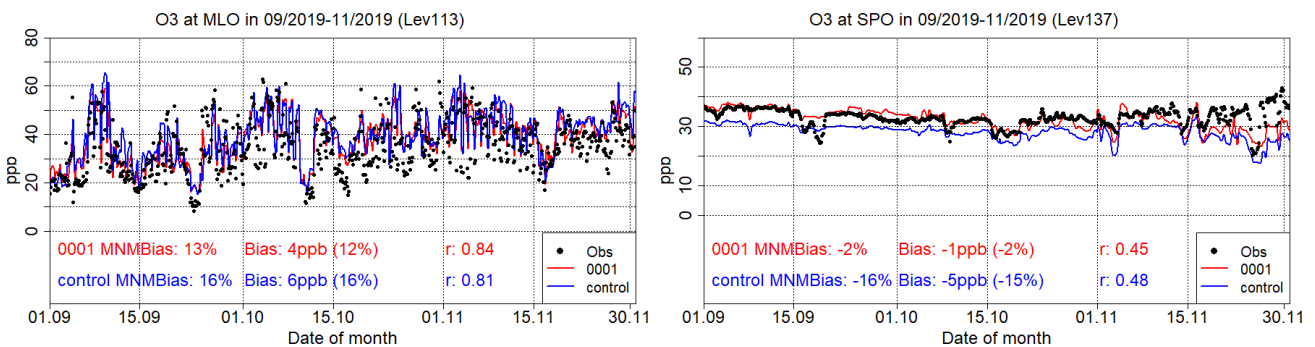 O3 at MLO in 09/2019-11/2019 (Lev113)
ppb
80
60
40
20
0
0001 MNMBias: 13% Bias: 4ppb (12%) r: 0.84
control MNMBias: 16% Bias: 6ppb (16%) r: 0.81
Obs
0001
control
01.09 15.09 01.10 15.10 01.11 15.11 30.11
Date of month
O3 at SPO in 09/2019-11/2019 (Lev137)
ppb
50
30
10
0
0001 MNMBias: -2% Bias: -1ppb (-2%) r: 0.45
control MNMBias: -16% Bias: -5ppb (-15%) r: 0.48
Obs
0001
control
01.09 15.09 01.10 15.10 01.11 15.11 30.11
Date of month